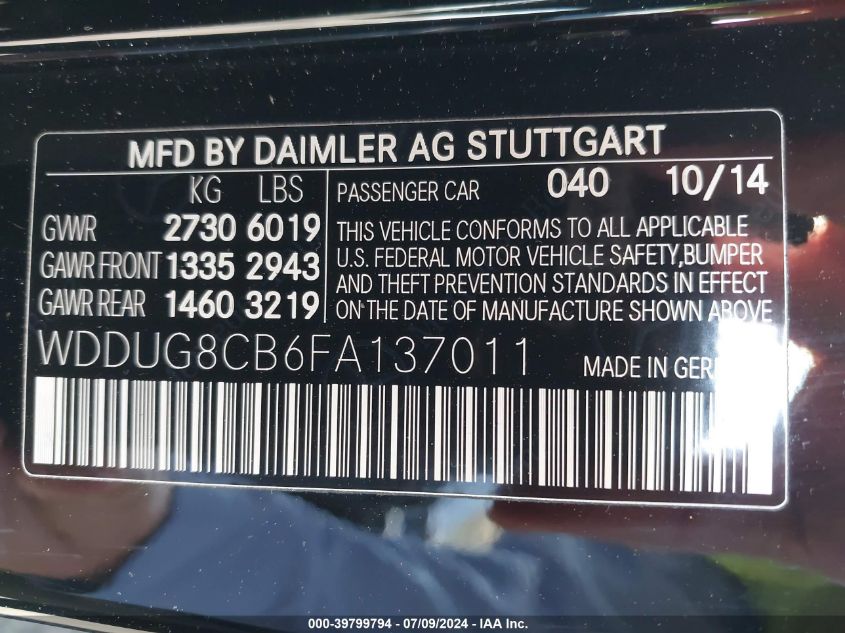 MFD BY DAIMLER AG STUTTGART
KG LBS
GWWR 2730 6019
GAWR FRONT 1335 2943
GAWR REAR 1460 3219
PASSENGER CAR 040 10/14
THIS VEHICLE CONFORMS TO ALL APPLICABLE
U.S. FEDERAL MOTOR VEHICLE SAFETY,BUMPER
AND THEFT PREVENTION STANDARDS IN EFFECT
ON THE DATE OF MANUFACTURE SHOWN ABOVE
WDDUG8CB6FA137011 MADE IN
000-39799794 / 07/09/2024 - IAA Inc.